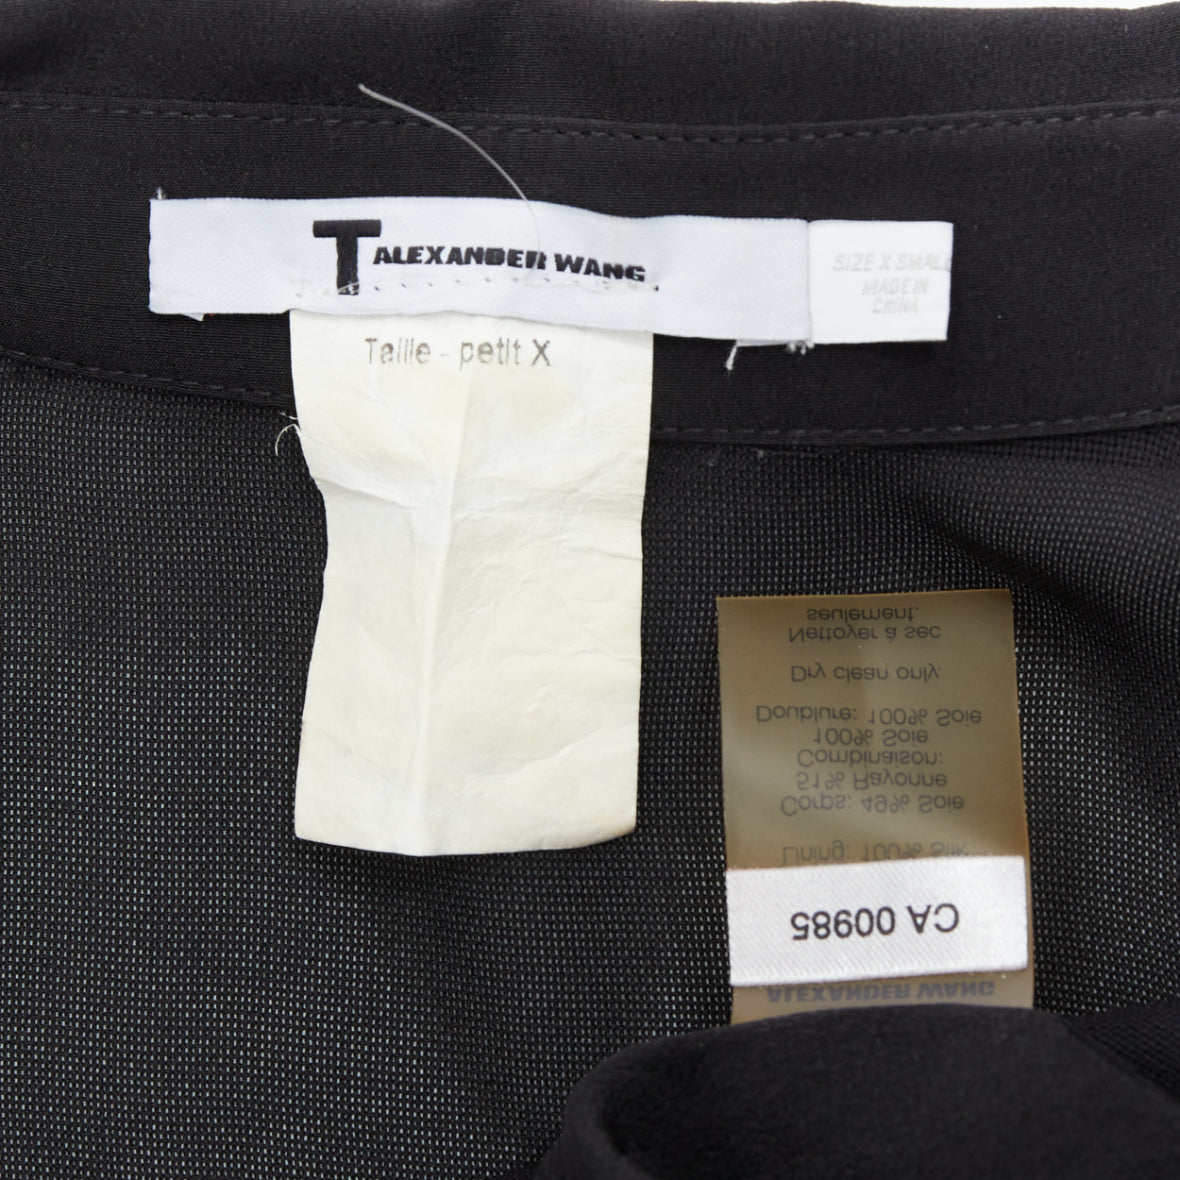 T ALEXANDER WANG
SIZE X SMALL
MADE IN
CHINA
Taille - petit X
ALEXANDER WANG
CA 00985
Lining: 100% Silk
Corps: 49% Soie
51% Rayonne
Combinaison:
100% Soie
Doublure: 100% Soie
Dry clean only.
Nettoyer à sec
seulement.